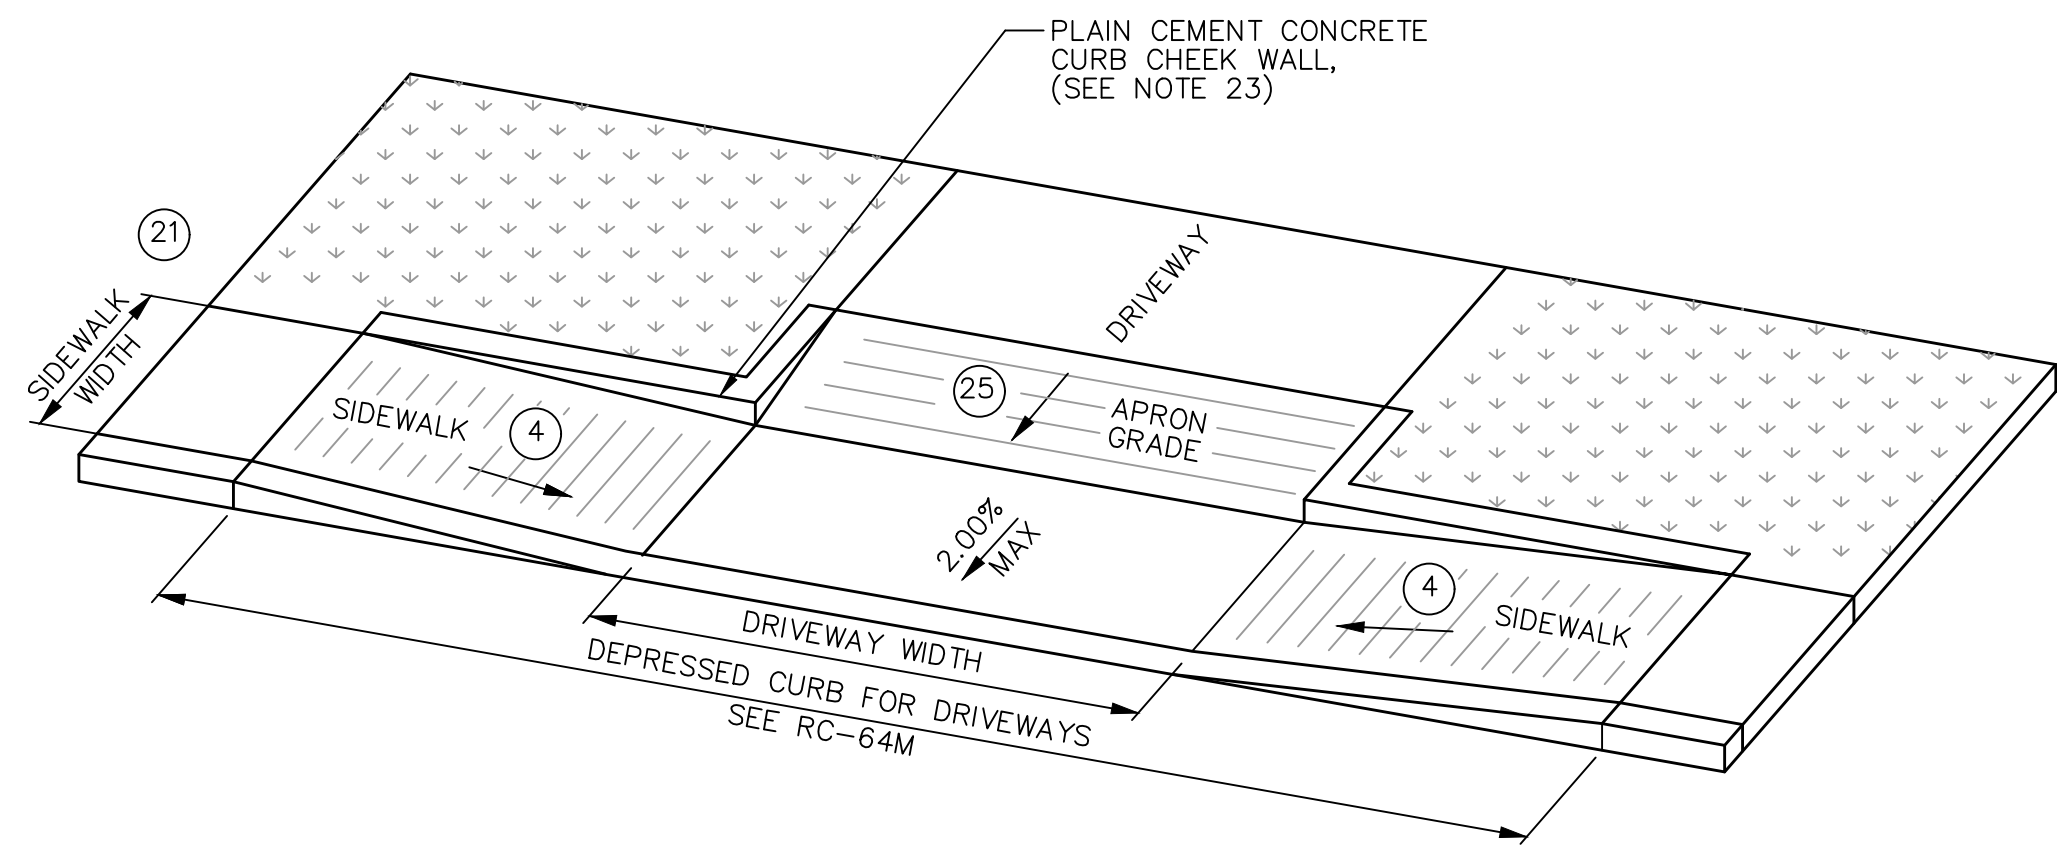 PLAIN CEMENT CONCRETE
CURB CHEEK WALL,
(SEE NOTE 23)
21
SIDEWALK
WIDTH
DRIVEWAY
25
APRON
GRADE
SIDEWALK
4
2.00%
MAX
4
SIDEWALK
DRIVEWAY WIDTH
DEPRESSED CURB FOR DRIVEWAYS
SEE RC-64M